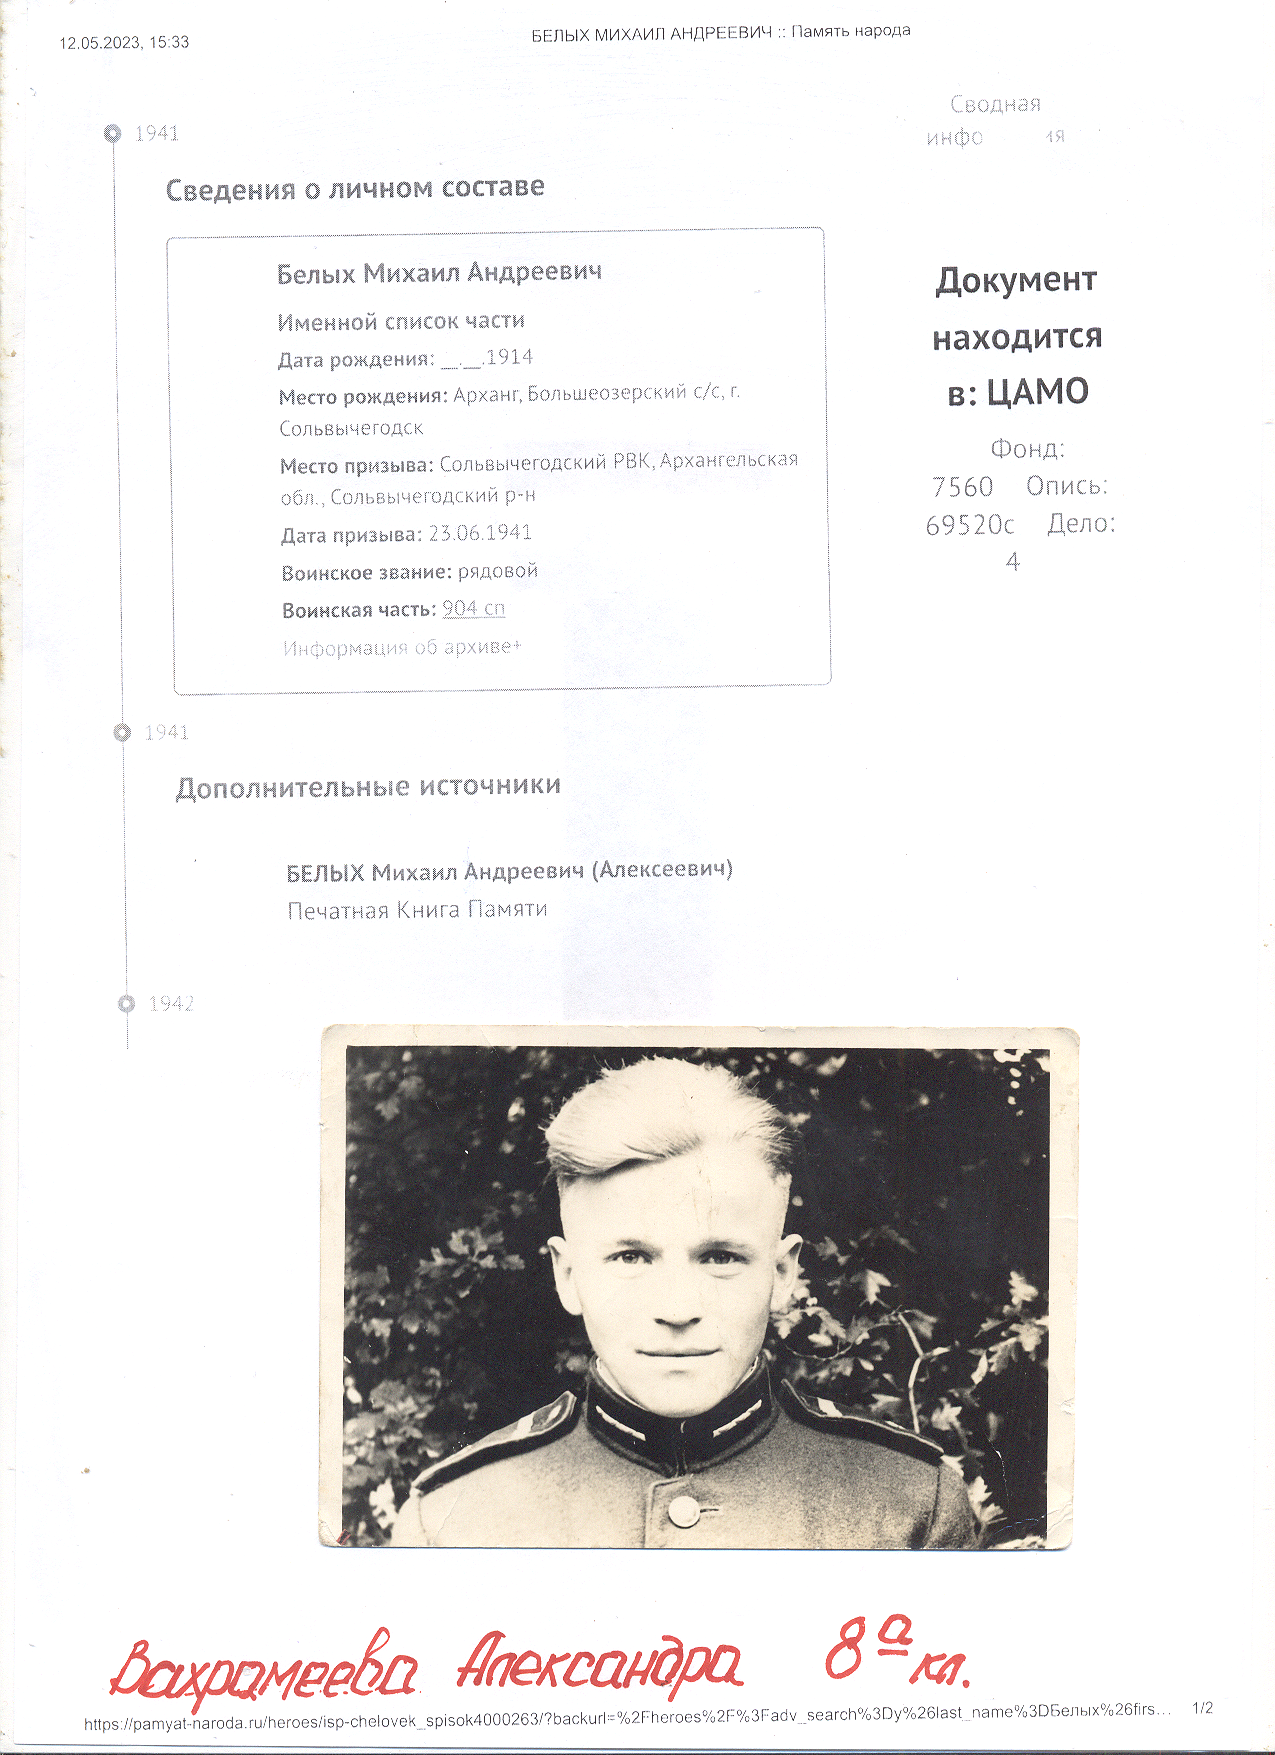 12.05.2023, 15:33
БЕЛЫХ МИХАИЛ АНДРЕЕВИЧ :: Память народа
1941
Сводная
инфо ия
Сведения о личном составе
Белых Михаил Андреевич
Именной список части
Дата рождения: __.__.1914
Место рождения: Арханг, Большеозерский с/с, г.
Сольвычегодск
Место призыва: Сольвычегодский РВК, Архангельская
обл., Сольвычегодский р-н
Дата призыва: 23.06.1941
Воинское звание: рядовой
Воинская часть: 904 сп
Информация об архиве+
Документ
находится
в: ЦАМО
Фонд:
7560 Опись:
69520с Дело:
4
1941
Дополнительные источники
БЕЛЫХ Михаил Андреевич (Алексеевич)
Печатная Книга Памяти
1942
Вахрамеева Александра 8а кл.
https://pamyat-naroda.ru/heroes/isp-chelovek_spisok4000263/?backurl=%2Fheroes%2F%3Fadv_search%3Dy%26last_name%3DБелых%26firs... 1/2